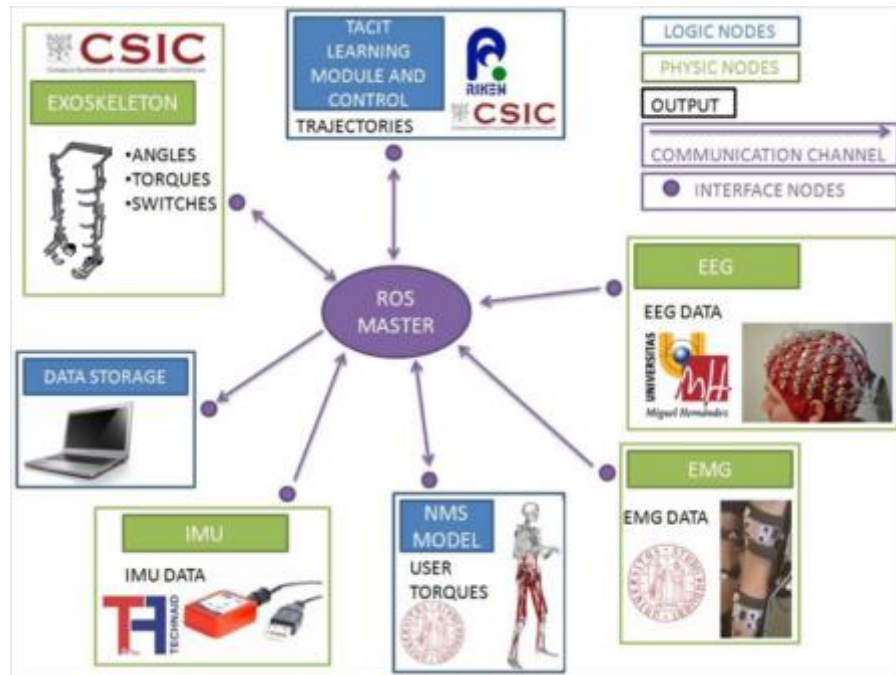 CSIC
EXOSKELETON
•ANGLES
•TORQUES
•SWITCHES
TACIT
LEARNING
MODULE AND
CONTROL
TRAJECTORIES
RIKEN
CSIC
LOGIC NODES
PHYSIC NODES
OUTPUT
COMMUNICATION CHANNEL
INTERFACE NODES
ROS
MASTER
EEG
EEG DATA
UNIVERSITAS
Miguel Hernández
DATA STORAGE
EMG
EMG DATA
IMU
IMU DATA
TECHNAID
NMS
MODEL
USER
TORQUES